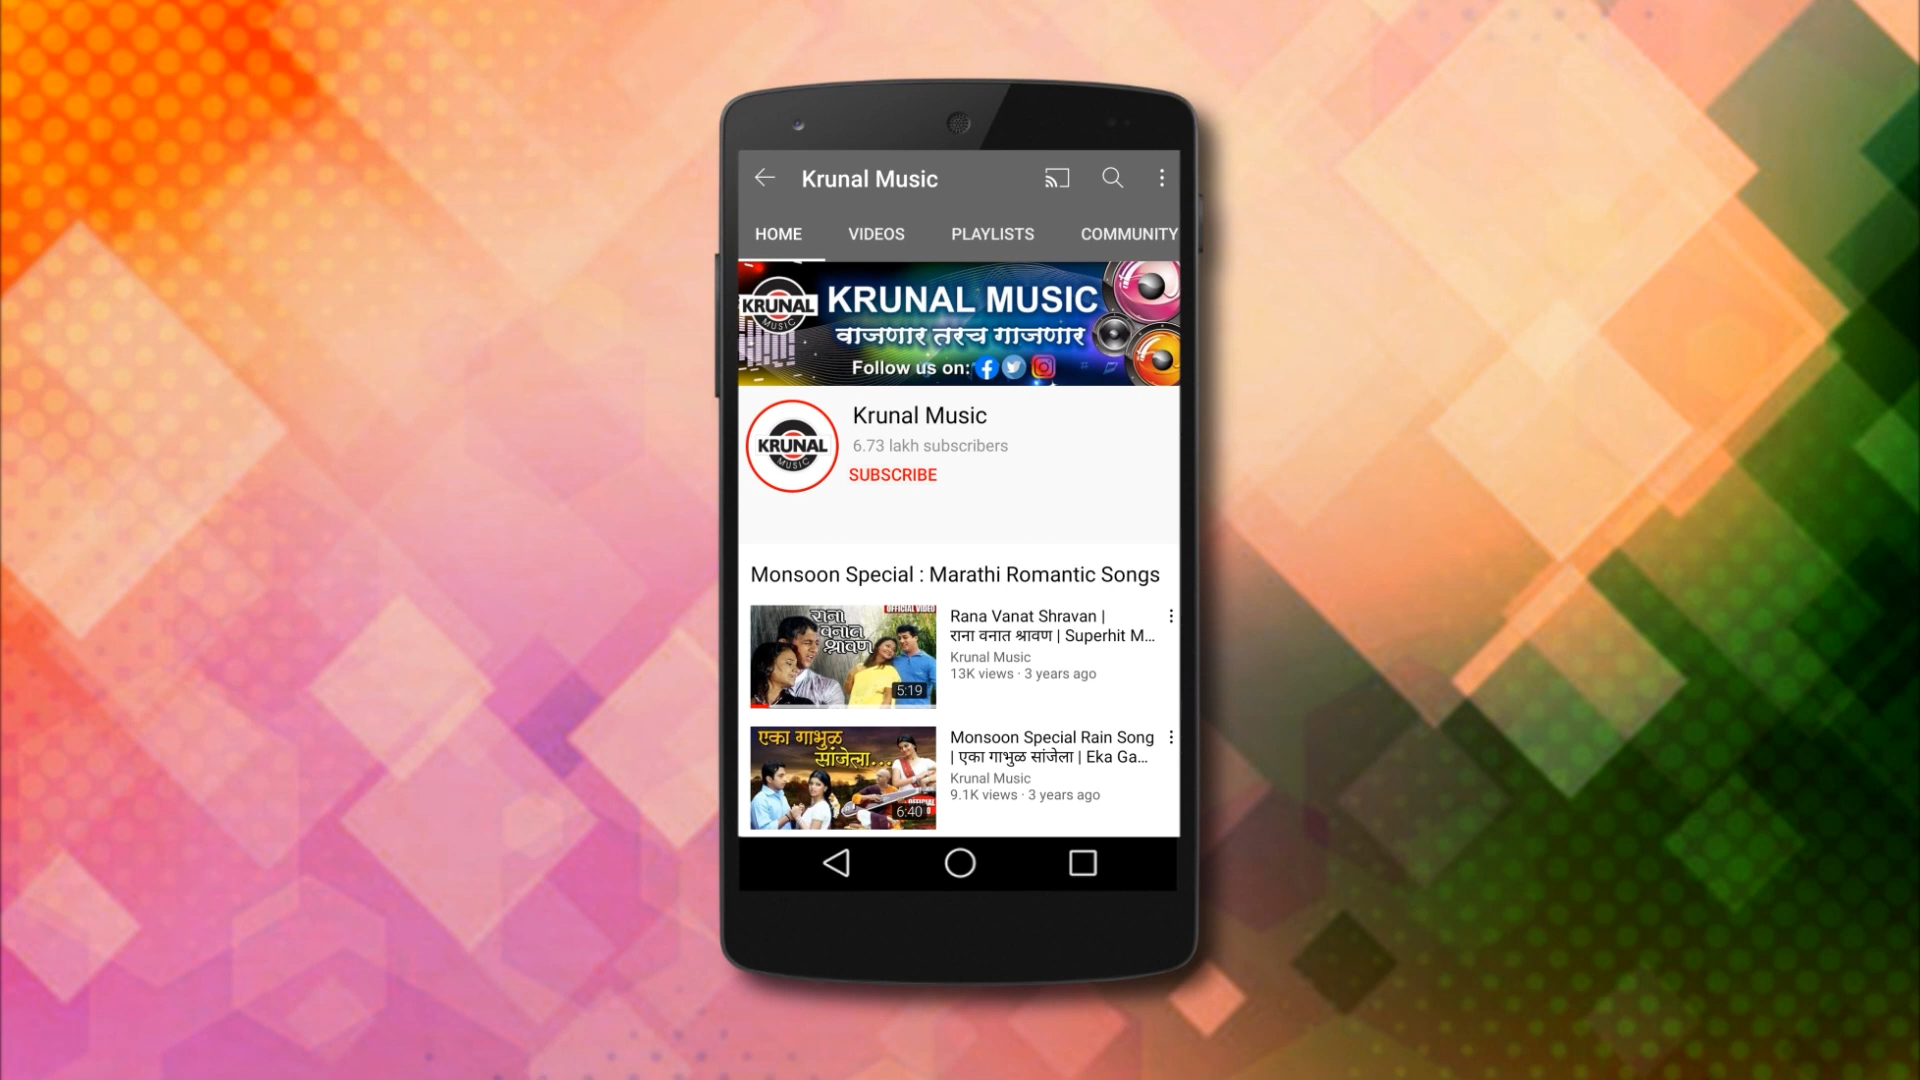 Krunal Music
HOME VIDEOS PLAYLISTS COMMUNITY
KRUNAL
MUSIC
KRUNAL MUSIC
वाजणार तरच गाजणार
Follow us on:
KRUNAL
MUSIC
Krunal Music
6.73 lakh subscribers
SUBSCRIBE
Monsoon Special : Marathi Romantic Songs
OFFICIAL VIDEO
राना
वनात
श्रावण
5:19
Rana Vanat Shravan |
राना वनात श्रावण | Superhit M...
Krunal Music
13K views · 3 years ago
एका गाभुळ
सांजेला...
6:40
Monsoon Special Rain Song
| एका गाभुळ सांजेला | Eka Ga...
Krunal Music
9.1K views · 3 years ago